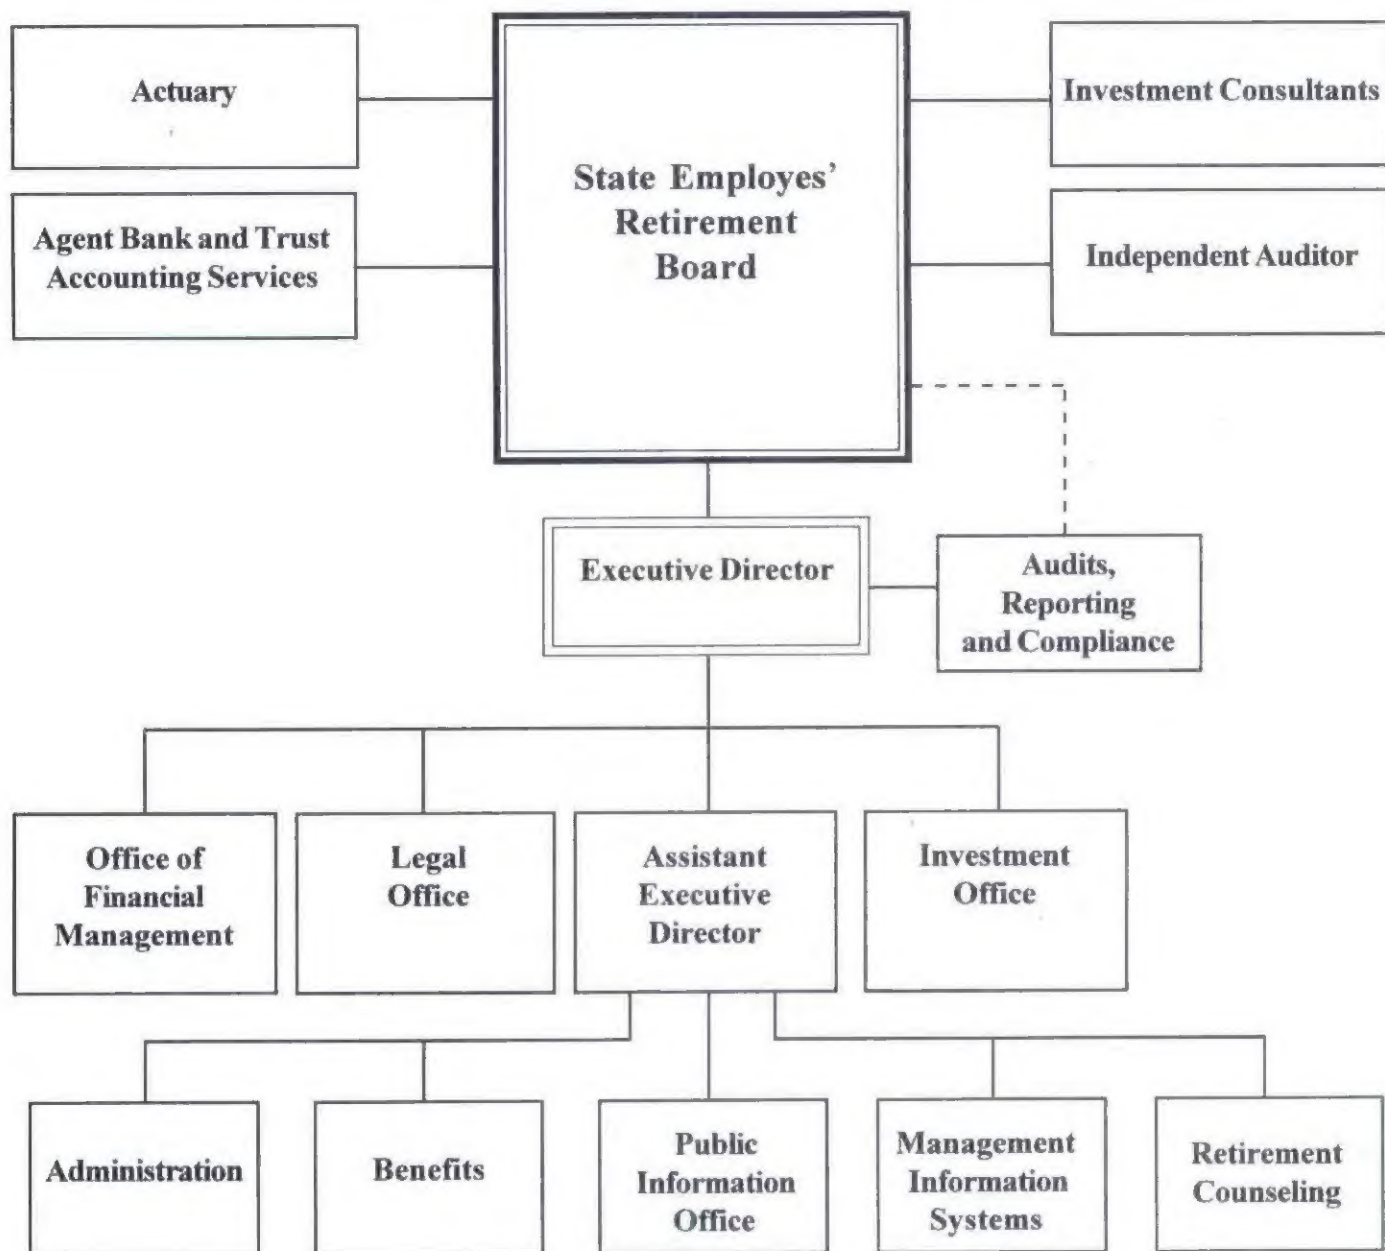 Actuary
Investment Consultants
State Employes'
Retirement
Board
Agent Bank and Trust
Accounting Services
Independent Auditor
Executive Director
Audits,
Reporting
and Compliance
Office of
Financial
Management
Legal
Office
Assistant
Executive
Director
Investment
Office
Administration
Benefits
Public
Information
Office
Management
Information
Systems
Retirement
Counseling